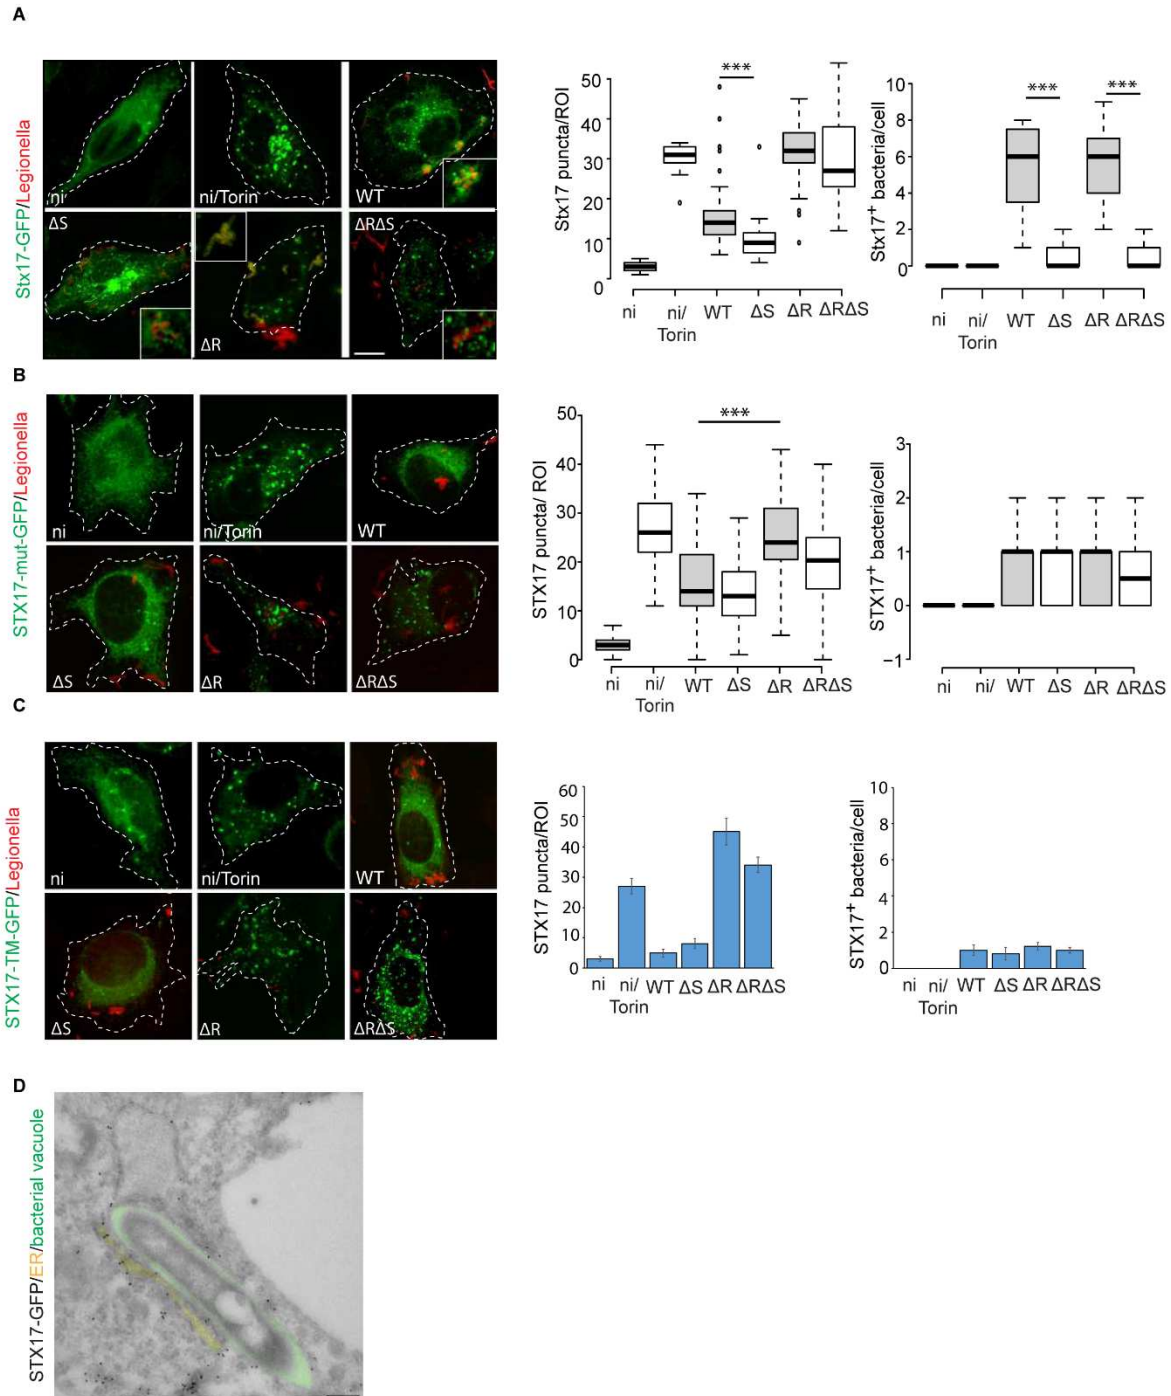 A
Stx17-GFP/Legionella
ni
ni/Torin
WT
ΔS
ΔR
ΔRΔS
Stx17 puncta/ROI
50
40
30
20
10
0
***
ni
ni/
Torin
WT
ΔS
ΔR
ΔRΔS
Stx17+ bacteria/cell
10
8
6
4
2
0
***
***
ni
ni/
Torin
WT
ΔS
ΔR
ΔRΔS
B
STX17-mut-GFP/Legionella
ni
ni/Torin
WT
ΔS
ΔR
ΔRΔS
STX17 puncta/ ROI
50
40
30
20
10
0
***
ni
ni/
Torin
WT
ΔS
ΔR
ΔRΔS
STX17+ bacteria/cell
3
2
1
0
−1
ni
ni/
Torin
WT
ΔS
ΔR
ΔRΔS
C
STX17-TM-GFP/Legionella
ni
ni/Torin
WT
ΔS
ΔR
ΔRΔS
STX17 puncta/ROI
60
50
40
30
20
10
0
ni
ni/
Torin
WT
ΔS
ΔR
ΔRΔS
STX17+ bacteria/cell
10
8
6
4
2
0
ni
ni/
Torin
WT
ΔS
ΔR
ΔRΔS
D
STX17-GFP/ER/bacterial vacuole